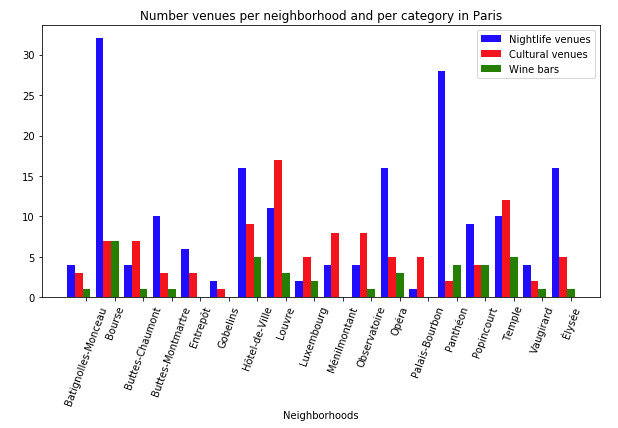 Number venues per neighborhood and per category in Paris
Nightlife venues
Cultural venues
Wine bars
30
25
20
15
10
5
0
Batignolles-Monceau
Bourse
Buttes-Chaumont
Buttes-Montmartre
Entrepôt
Gobelins
Hôtel-de-Ville
Louvre
Luxembourg
Ménilmontant
Observatoire
Opéra
Palais-Bourbon
Panthéon
Popincourt
Temple
Vaugirard
Élysée
Neighborhoods